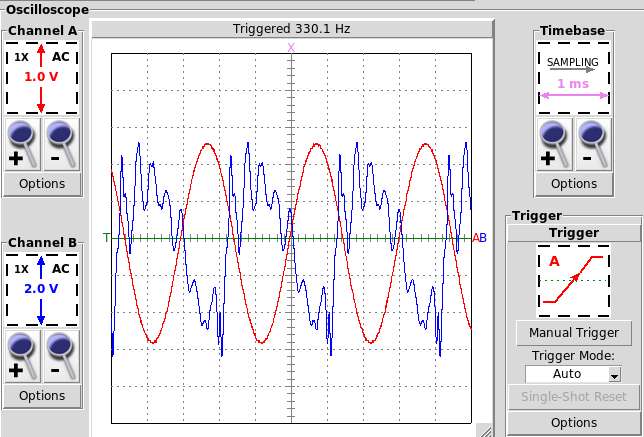 Oscilloscope
Channel A
1X AC
1.0 V
+ -
Options
Channel B
1X AC
2.0 V
+ -
Options
Triggered 330.1 Hz
X
T
AB
Timebase
SAMPLING
1 ms
+ -
Options
Trigger
Trigger
A
Manual Trigger
Trigger Mode:
Auto
Single-Shot Reset
Options